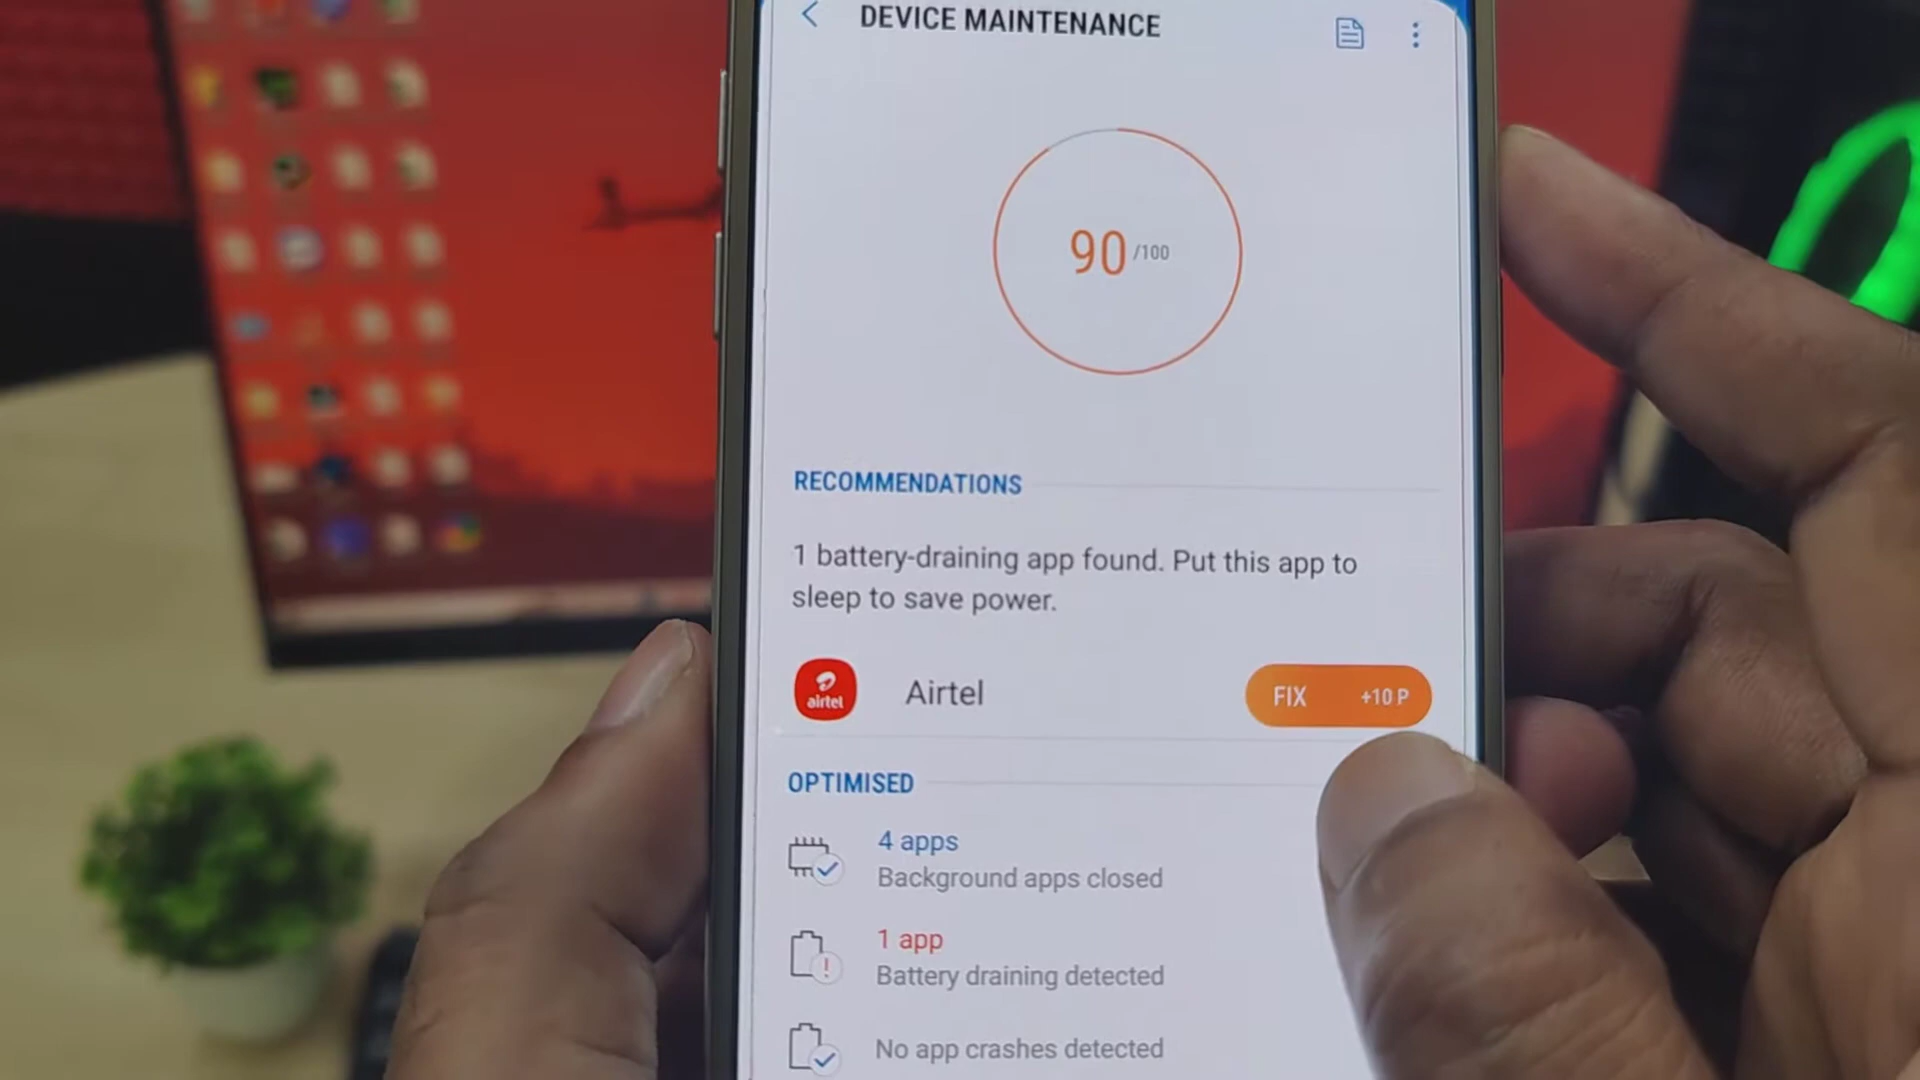 DEVICE MAINTENANCE
90 /100
RECOMMENDATIONS
1 battery-draining app found. Put this app to
sleep to save power.
airtel
Airtel
FIX +10 P
OPTIMISED
4 apps
Background apps closed
1 app
Battery draining detected
No app crashes detected